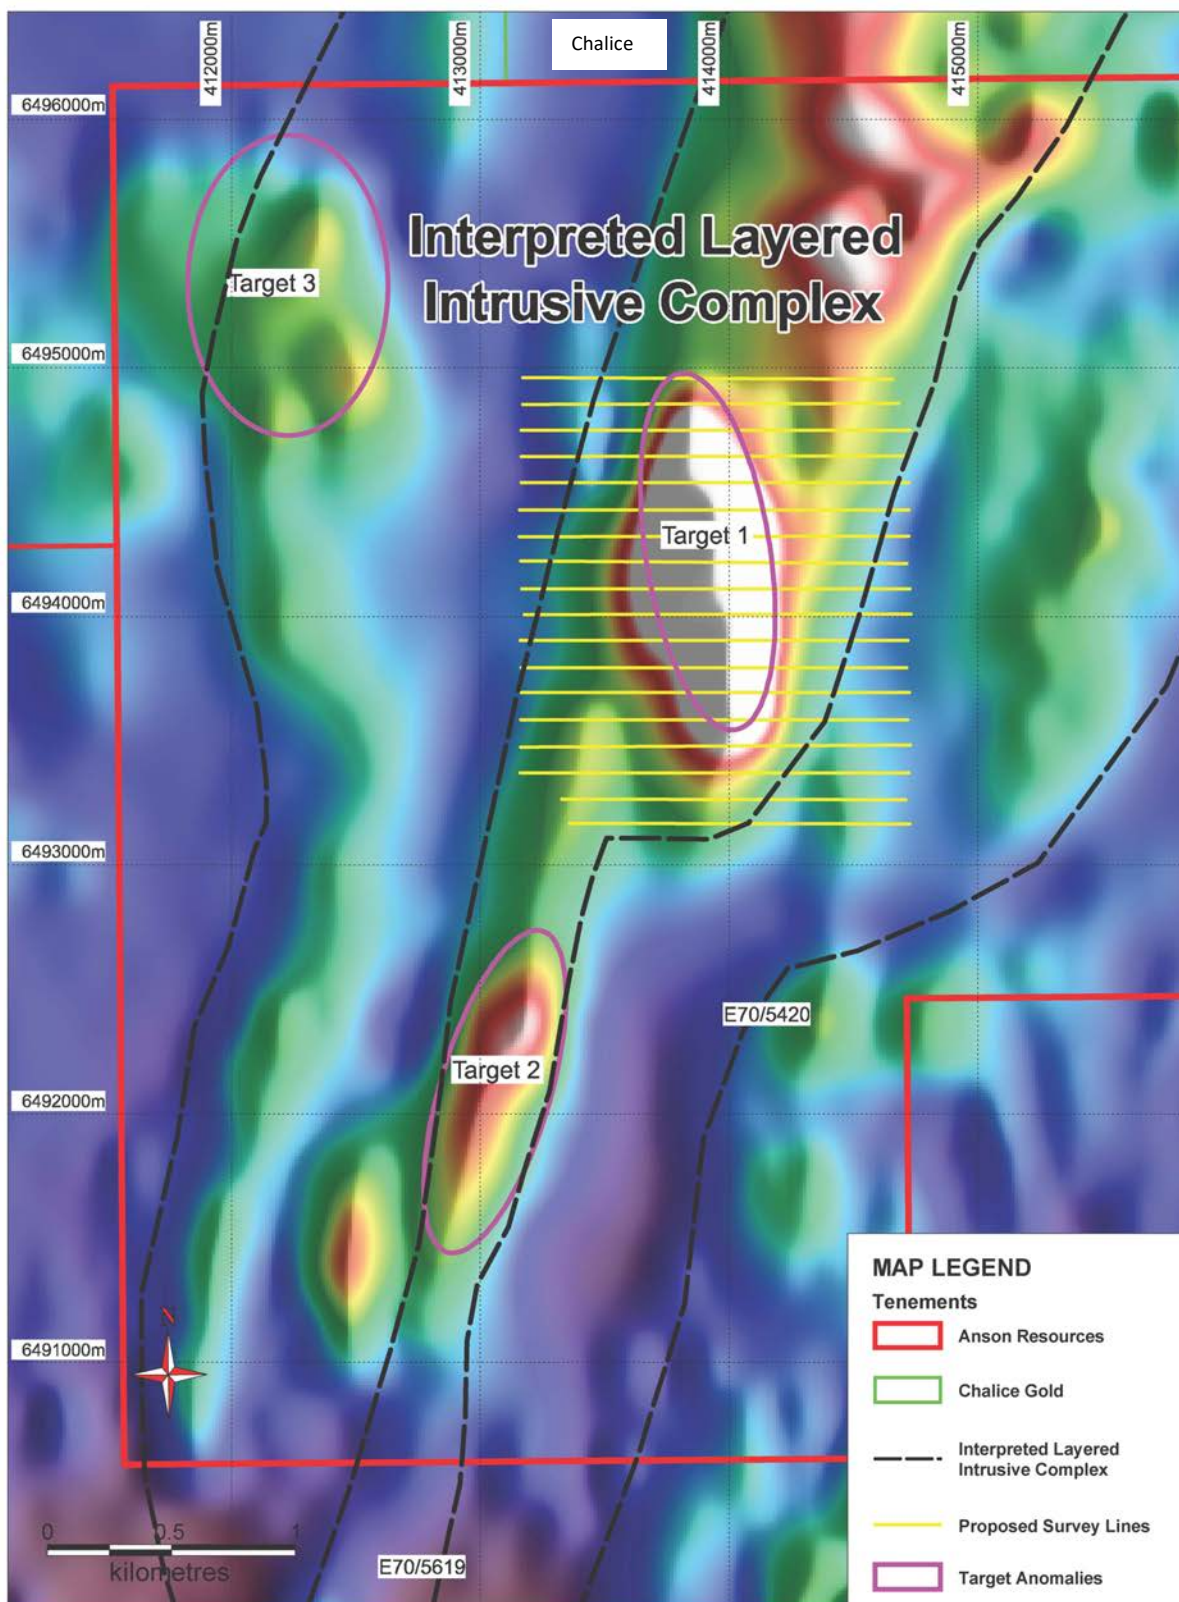 Chalice
412000m
413000m
414000m
415000m
6496000m
Interpreted Layered
Intrusive Complex
Target 3
6495000m
Target 1
6494000m
6493000m
E70/5420
Target 2
6492000m
6491000m
N
0 0.5 1
kilometres
E70/5619
MAP LEGEND
Tenements
Anson Resources
Chalice Gold
Interpreted Layered
Intrusive Complex
Proposed Survey Lines
Target Anomalies